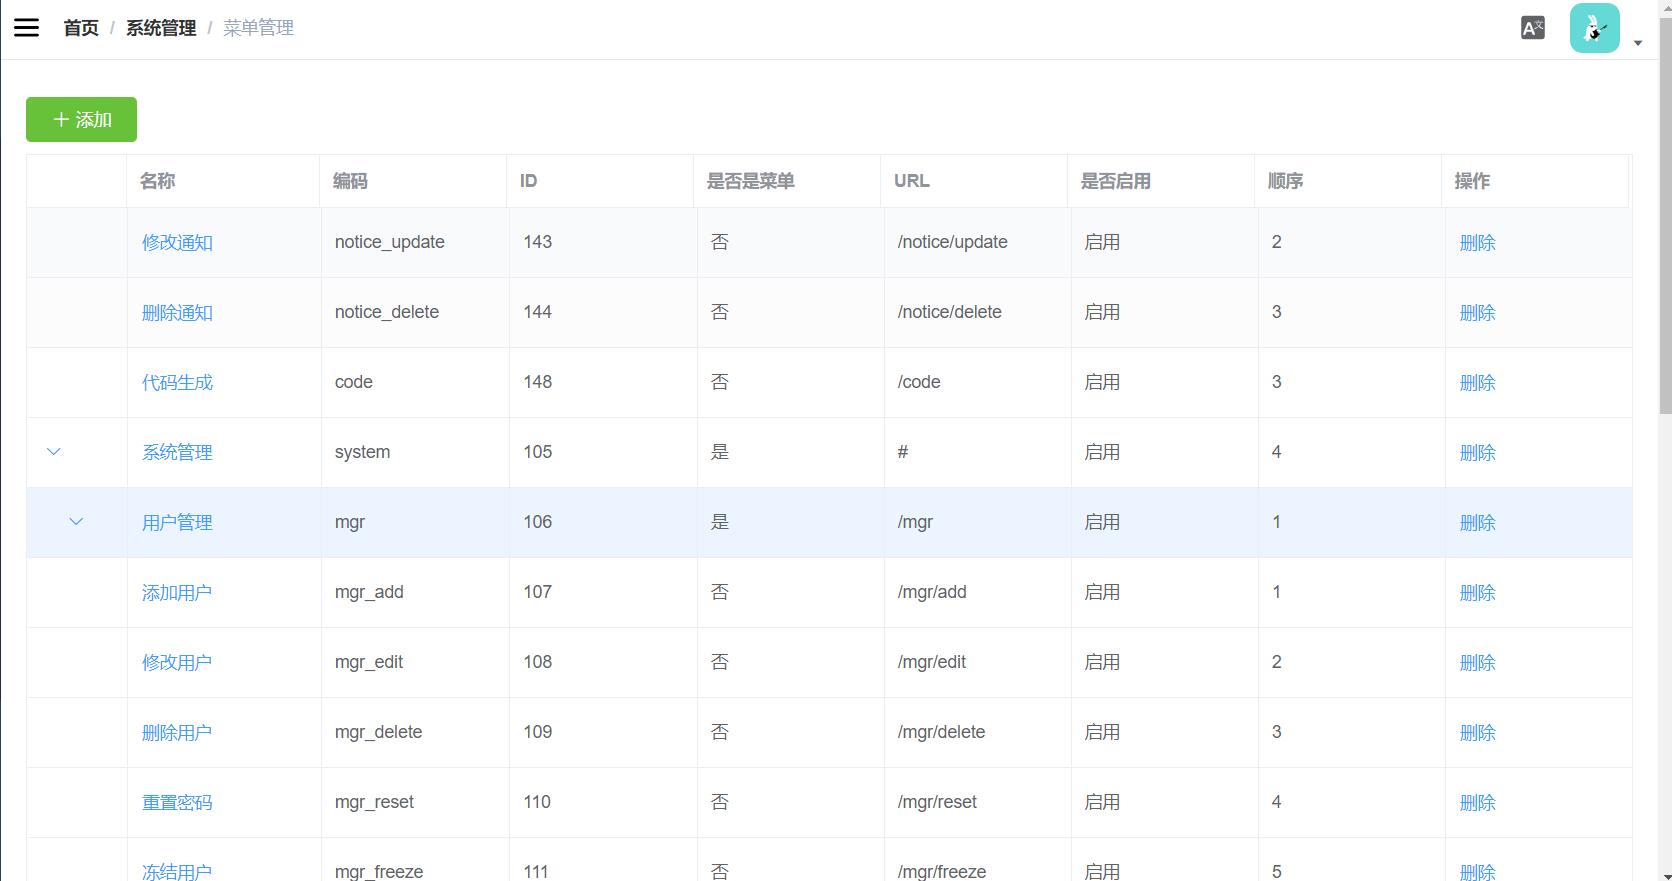 首页 / 系统管理 / 菜单管理
添加
名称 编码 ID 是否是菜单 URL 是否启用 顺序 操作
修改通知 notice_update 143 否 /notice/update 启用 2 删除
删除通知 notice_delete 144 否 /notice/delete 启用 3 删除
代码生成 code 148 否 /code 启用 3 删除
系统管理 system 105 是 # 启用 4 删除
用户管理 mgr 106 是 /mgr 启用 1 删除
添加用户 mgr_add 107 否 /mgr/add 启用 1 删除
修改用户 mgr_edit 108 否 /mgr/edit 启用 2 删除
删除用户 mgr_delete 109 否 /mgr/delete 启用 3 删除
重置密码 mgr_reset 110 否 /mgr/reset 启用 4 删除
冻结用户 mgr_freeze 111 否 /mgr/freeze 启用 5 删除